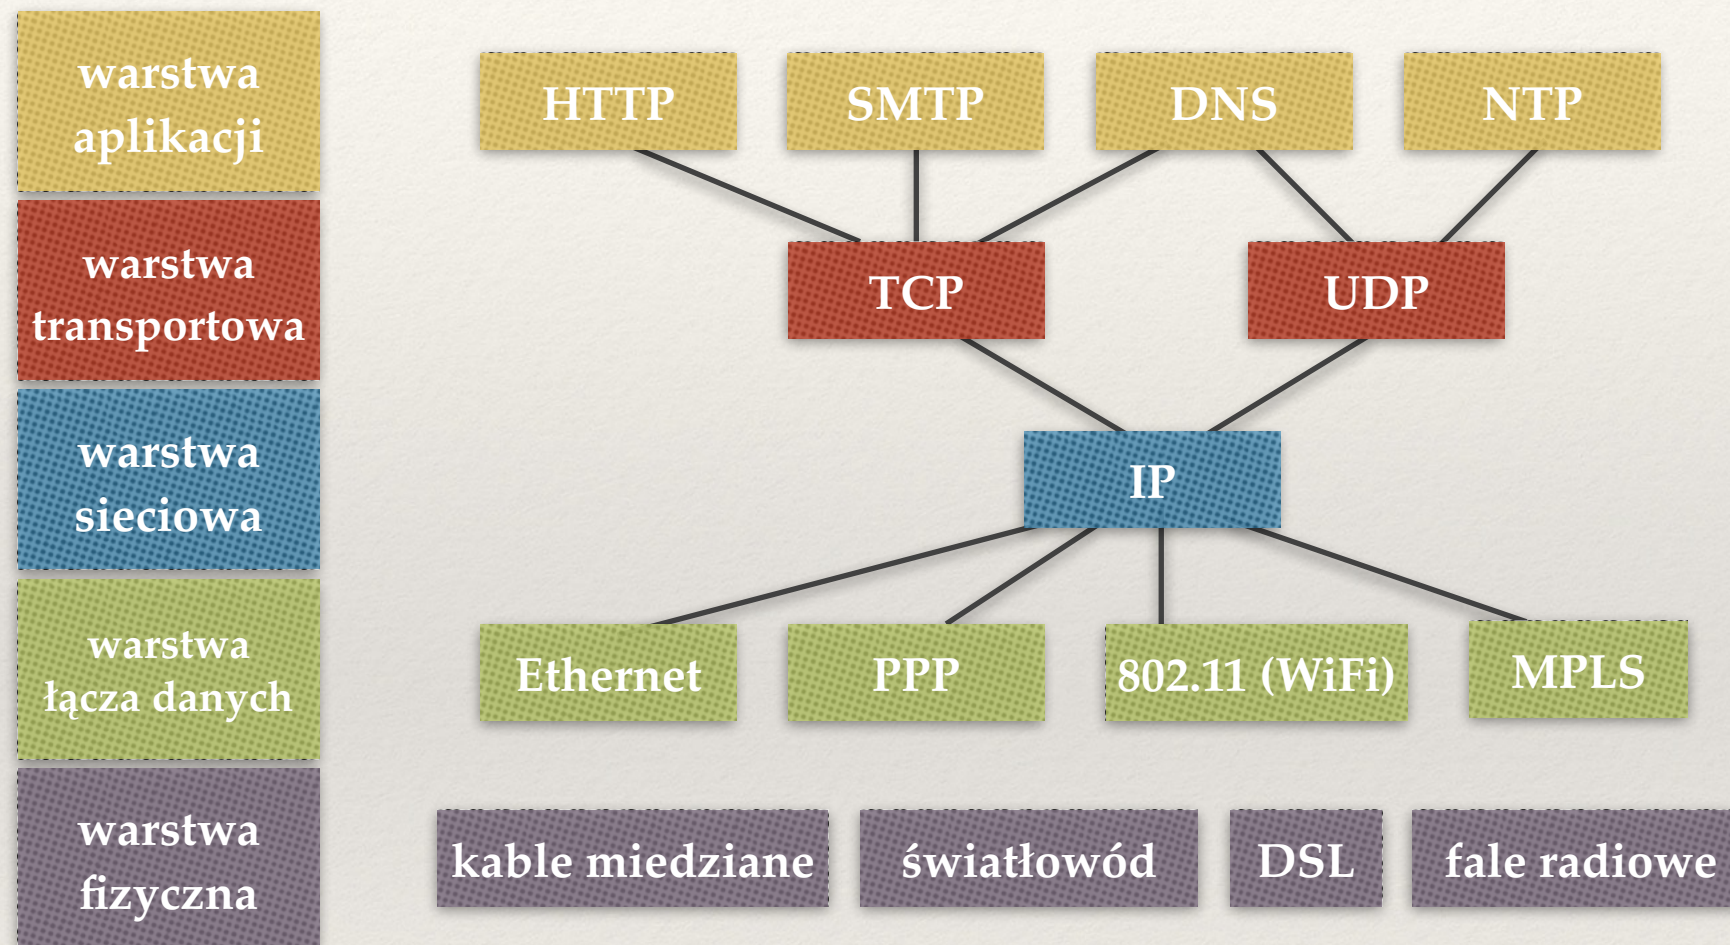 warstwa
aplikacji
HTTP
SMTP
DNS
NTP
warstwa
transportowa
TCP
UDP
warstwa
sieciowa
IP
warstwa
łącza danych
Ethernet
PPP
802.11 (WiFi)
MPLS
warstwa
fizyczna
kable miedziane
światłowód
DSL
fale radiowe